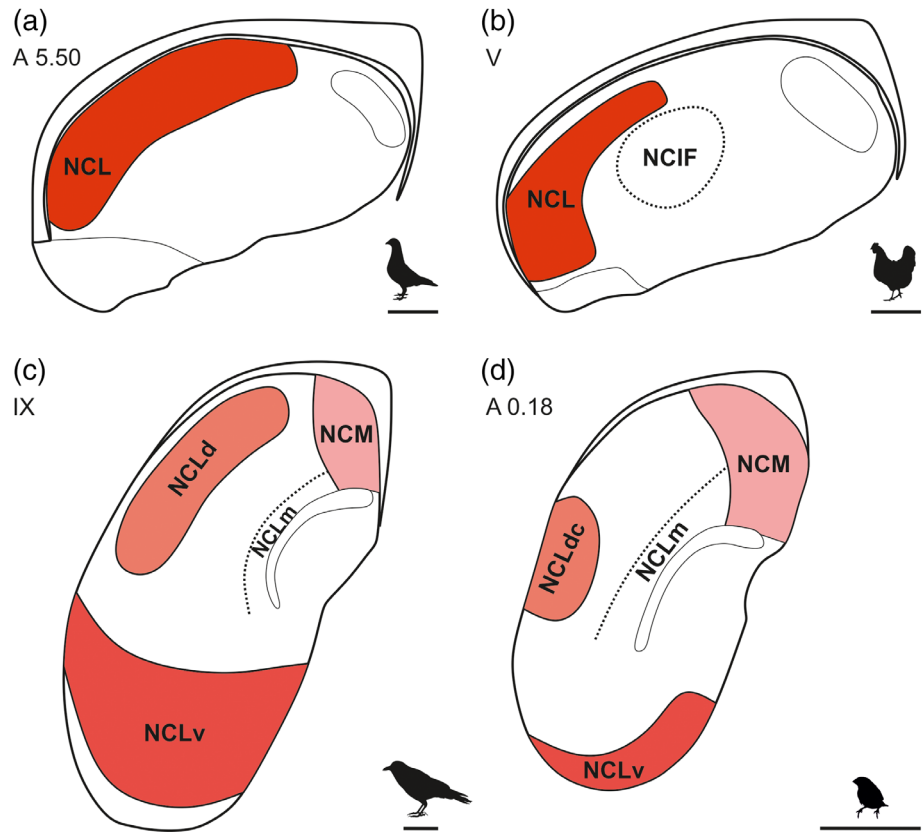 (a)
A 5.50
NCL
(b)
V
NCL
NCIF
(c)
IX
NCLd
NCM
NCLm
NCLv
(d)
A 0.18
NCM
NCLm
NCLdc
NCLv